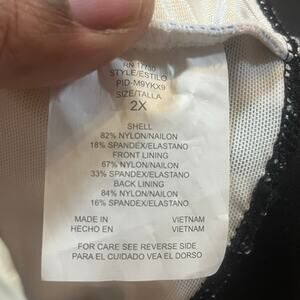 RN 17730
STYLE/ESTILO
PID-M9YKX9
SIZE/TALLA
2X
SHELL
82% NYLON/NAILON
18% SPANDEX/ELASTANO
FRONT LINING
67% NYLON/NAILON
33% SPANDEX/ELASTANO
BACK LINING
84% NYLON/NAILON
16% SPANDEX/ELASTANO
MADE IN VIETNAM
HECHO EN VIETNAM
FOR CARE SEE REVERSE SIDE
PARA EL CUIDADO VEA EL DORSO